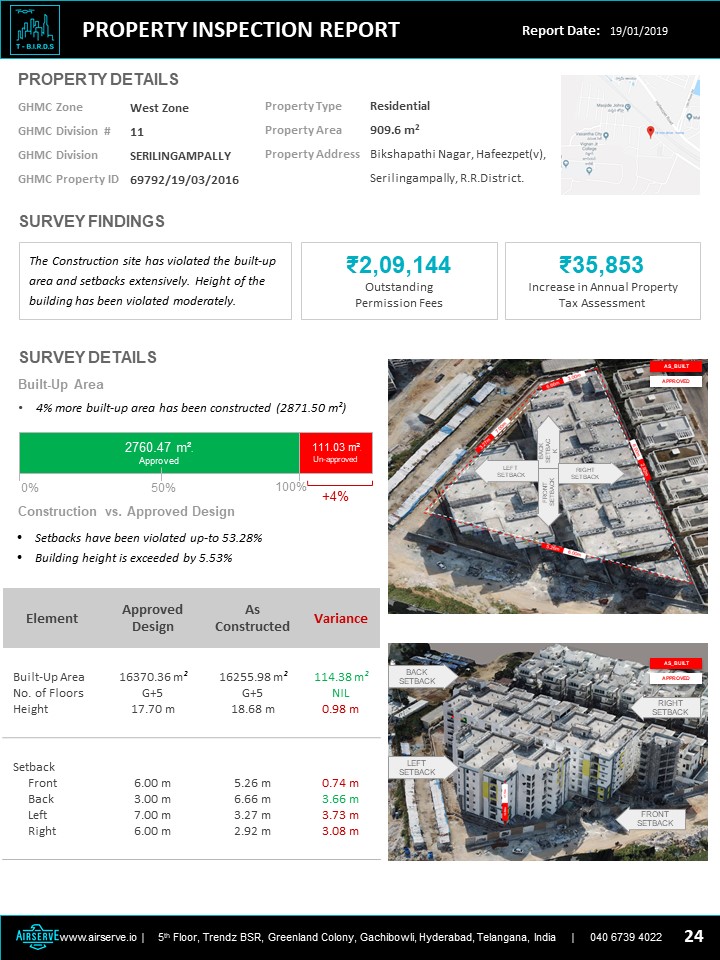 T - B.I.R.D.S
PROPERTY INSPECTION REPORT
Report Date: 19/01/2019
PROPERTY DETAILS
GHMC Zone West Zone
GHMC Division # 11
GHMC Division SERILINGAMPALLY
GHMC Property ID 69792/19/03/2016
Property Type Residential
Property Area 909.6 m²
Property Address Bikshapathi Nagar, Hafeezpet(v),
Serilingampally, R.R.District.
SURVEY FINDINGS
The Construction site has violated the built-up
area and setbacks extensively. Height of the
building has been violated moderately.
₹2,09,144
Outstanding
Permission Fees
₹35,853
Increase in Annual Property
Tax Assessment
SURVEY DETAILS
Built-Up Area
• 4% more built-up area has been constructed (2871.50 m²)
2760.47 m².
Approved
111.03 m².
Un-approved
0% 50% 100%
+4%
Construction vs. Approved Design
• Setbacks have been violated up-to 53.28%
• Building height is exceeded by 5.53%
Element Approved Design As Constructed Variance
Built-Up Area 16370.36 m² 16255.98 m² 114.38 m²
No. of Floors G+5 G+5 NIL
Height 17.70 m 18.68 m 0.98 m
Setback
Front 6.00 m 5.26 m 0.74 m
Back 3.00 m 6.66 m 3.66 m
Left 7.00 m 3.27 m 3.73 m
Right 6.00 m 2.92 m 3.08 m
AS_BUILT
APPROVED
BACK
SETBAC
K
LEFT
SETBACK
RIGHT
SETBACK
FRONT
SETBACK
AS_BUILT
APPROVED
BACK
SETBACK
RIGHT
SETBACK
LEFT
SETBACK
FRONT
SETBACK
AIRSERVE www.airserve.io | 5th Floor, Trendz BSR, Greenland Colony, Gachibowli, Hyderabad, Telangana, India | 040 6739 4022 24